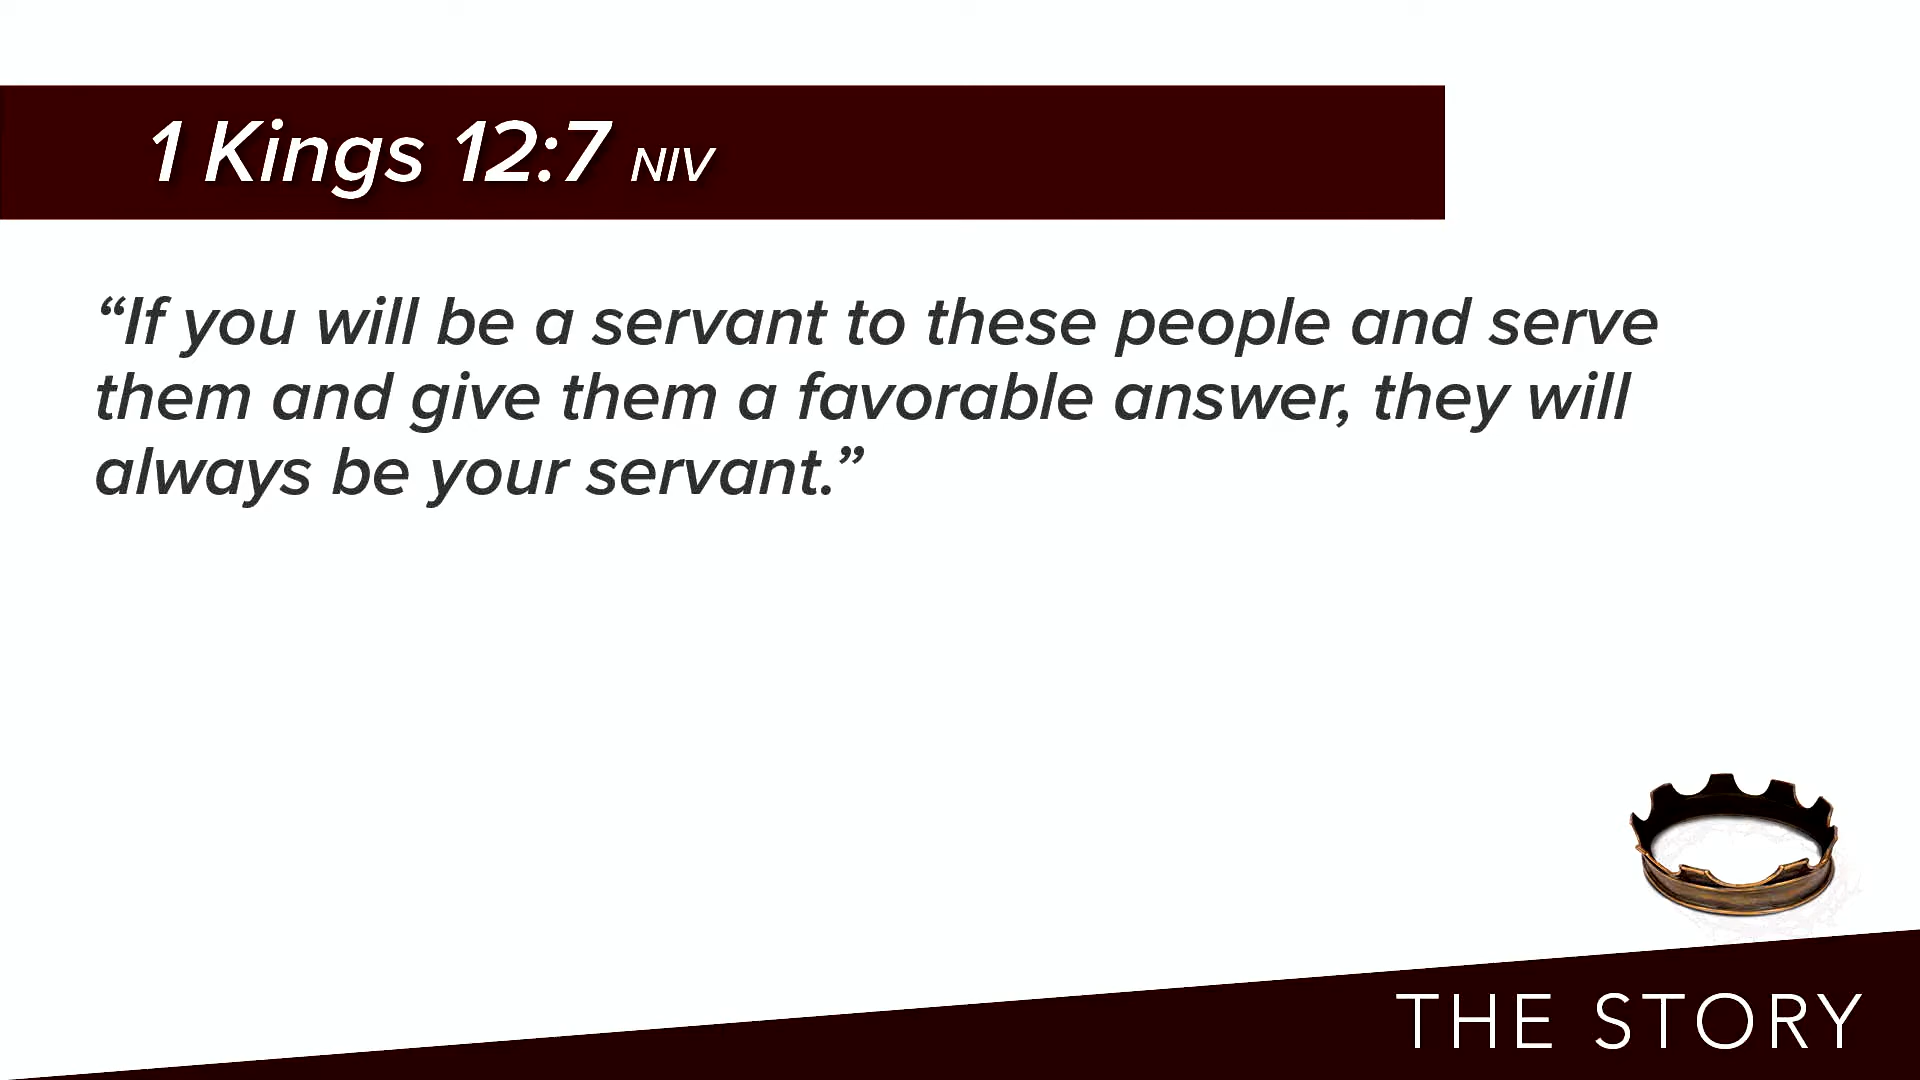 1 Kings 12:7 NIV
“If you will be a servant to these people and serve
them and give them a favorable answer, they will
always be your servant.”
THE STORY